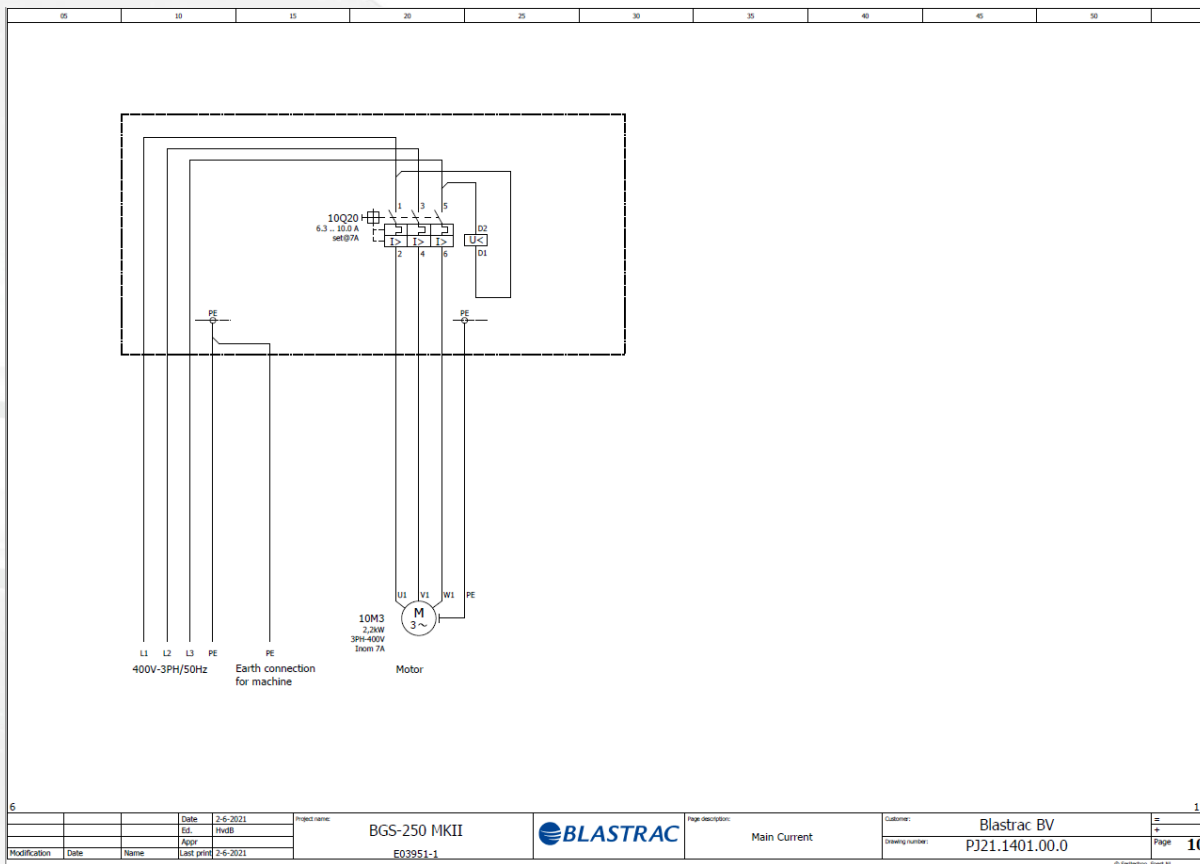 05 10 15 20 25 30 35 40 45 50
10Q20
6.3 .. 10.0 A
set@7A
1 3 5
I> I> I>
2 4 6
D2
U<
D1
PE
PE
U1 V1 W1 PE
M
3~
10M3
2,2kW
3PH-400V
Inom 7A
L1 L2 L3 PE
PE
400V-3PH/50Hz
Earth connection
for machine
Motor
6
Date 2-6-2021
Ed. HvdB
Appr
Modification Date Name Last print 2-6-2021
Project name:
BGS-250 MKII
E03951-1
BLASTRAC
Page description:
Main Current
Customer:
Blastrac BV
Drawing number:
PJ21.1401.00.0
=
+
Page 10